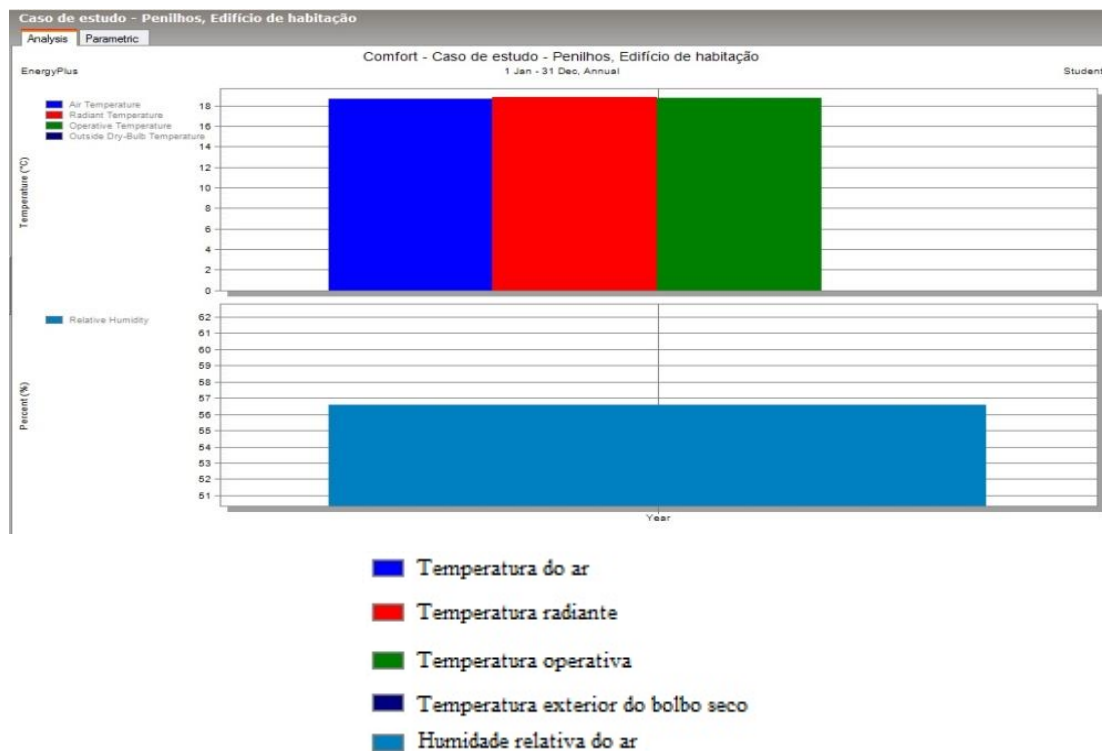 Caso de estudo - Penilhos, Edifício de habitação
Analysis Parametric
Comfort - Caso de estudo - Penilhos, Edifício de habitação
EnergyPlus 1 Jan - 31 Dec, Annual Student
Air Temperature
Radiant Temperature
Operative Temperature
Outside Dry-Bulb Temperature
Temperature (°C)
18
16
14
12
10
8
6
4
2
0
Relative Humidity
Percent (%)
62
61
60
59
58
57
56
55
54
53
52
51
Year
Temperatura do ar
Temperatura radiante
Temperatura operativa
Temperatura exterior do bolbo seco
Humidade relativa do ar